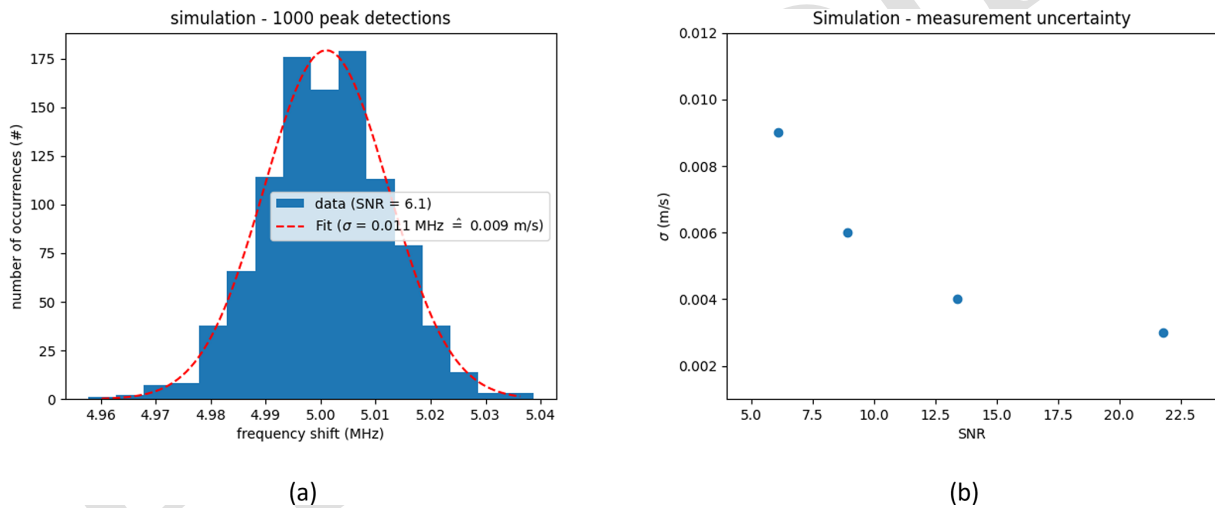 simulation - 1000 peak detections
number of occurrences (#)
175
150
125
100
75
50
25
0
data (SNR = 6.1)
Fit (σ = 0.011 MHz ≙ 0.009 m/s)
4.96 4.97 4.98 4.99 5.00 5.01 5.02 5.03 5.04
frequency shift (MHz)
(a)
Simulation - measurement uncertainty
σ (m/s)
0.012
0.010
0.008
0.006
0.004
0.002
5.0 7.5 10.0 12.5 15.0 17.5 20.0 22.5
SNR
(b)